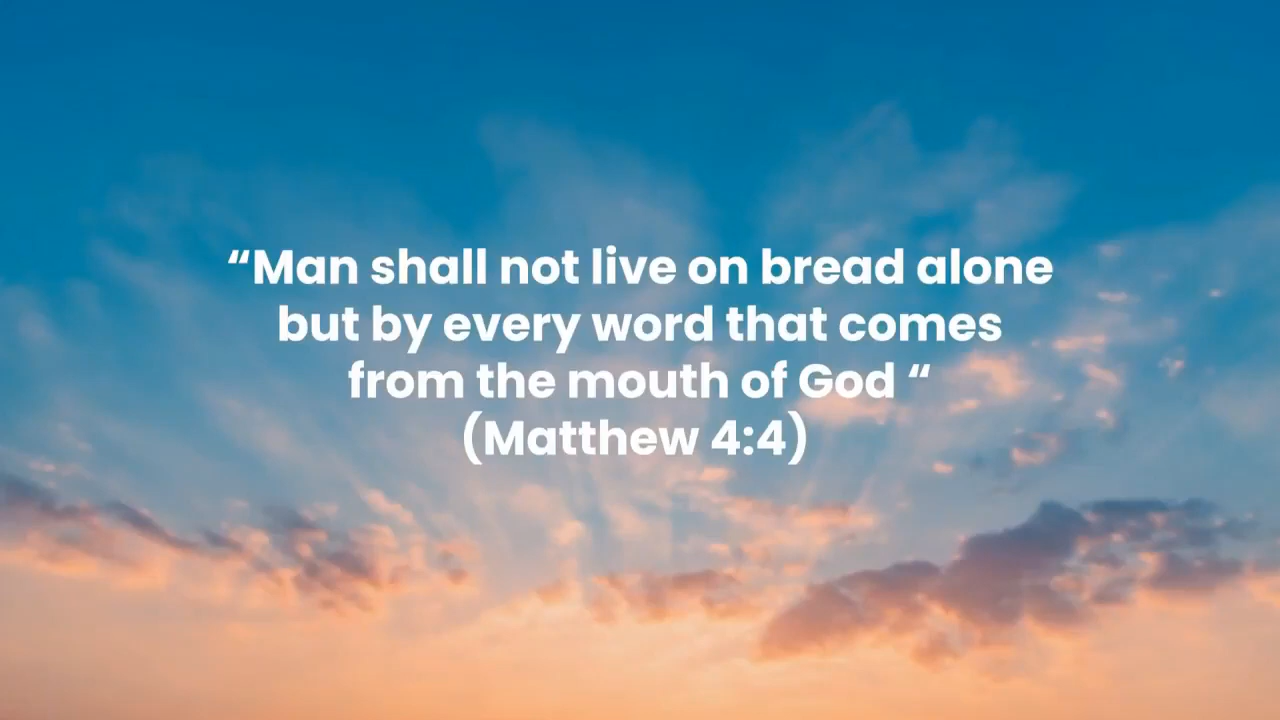 “Man shall not live on bread alone
but by every word that comes
from the mouth of God “
(Matthew 4:4)